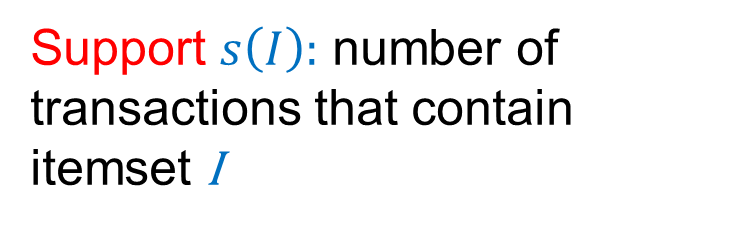 Support s(I): number of
transactions that contain
itemset I